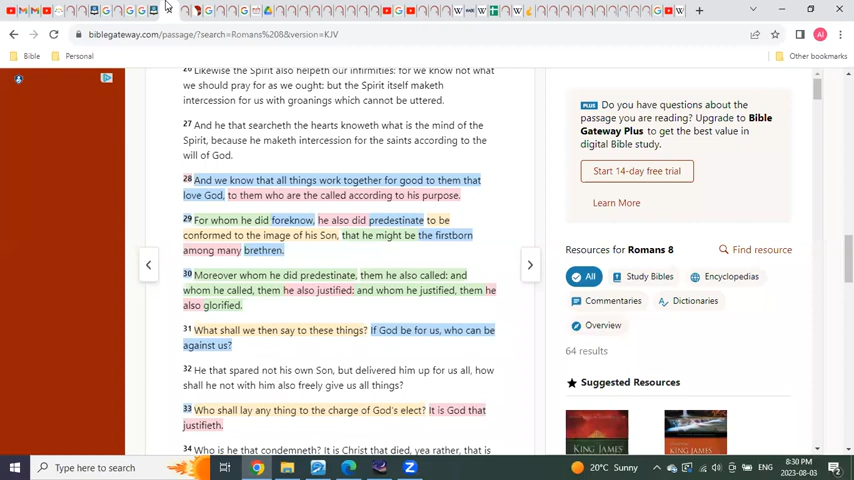 biblegateway.com/passage/?search=Romans%208&version=KJV
Bible
Personal
Other bookmarks
26 Likewise the Spirit also helpeth our infirmities: for we know not what
we should pray for as we ought: but the Spirit itself maketh
intercession for us with groanings which cannot be uttered.
27 And he that searcheth the hearts knoweth what is the mind of the
Spirit, because he maketh intercession for the saints according to the
will of God.
28 And we know that all things work together for good to them that
love God, to them who are the called according to his purpose.
29 For whom he did foreknow, he also did predestinate to be
conformed to the image of his Son, that he might be the firstborn
among many brethren.
30 Moreover whom he did predestinate, them he also called: and
whom he called, them he also justified: and whom he justified, them he
also glorified.
31 What shall we then say to these things? If God be for us, who can be
against us?
32 He that spared not his own Son, but delivered him up for us all, how
shall he not with him also freely give us all things?
33 Who shall lay any thing to the charge of God's elect? It is God that
justifieth.
34 Who is he that condemneth? It is Christ that died, yea rather, that is
PLUS Do you have questions about the
passage you are reading? Upgrade to Bible
Gateway Plus to get the best value in
digital Bible study.
Start 14-day free trial
Learn More
Resources for Romans 8
Find resource
All
Study Bibles
Encyclopedias
Commentaries
Dictionaries
Overview
64 results
Suggested Resources
KING JAMES
KING JAMES
Type here to search
20°C Sunny
ENG
8:30 PM
2023-08-03
2